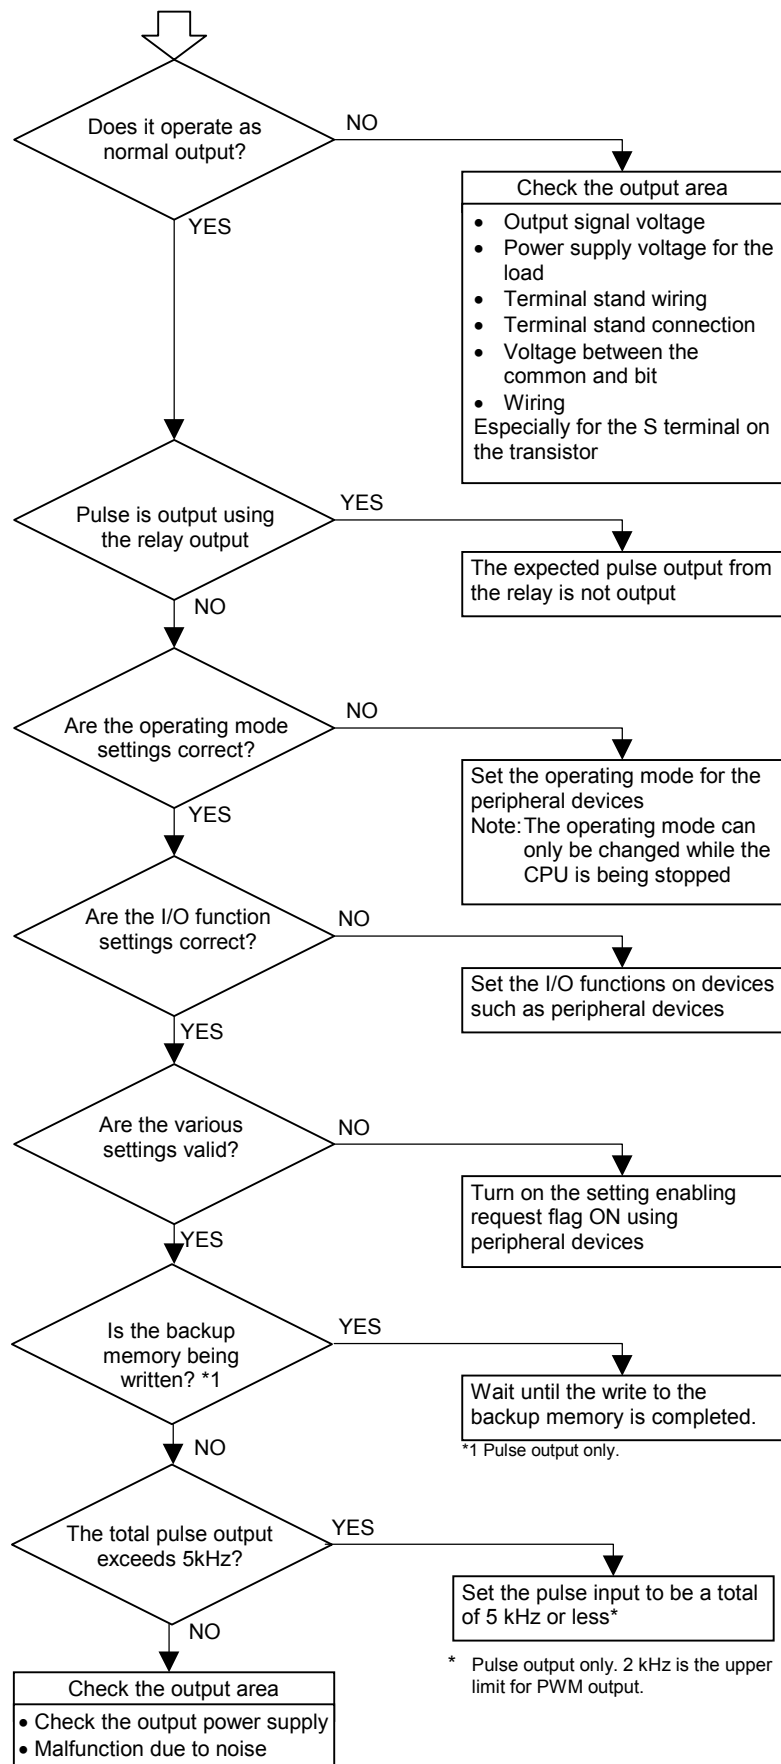 Does it operate as
normal output?
NO
YES
Check the output area
• Output signal voltage
• Power supply voltage for the
load
• Terminal stand wiring
• Terminal stand connection
• Voltage between the
common and bit
• Wiring
Especially for the S terminal on
the transistor
Pulse is output using
the relay output
YES
NO
The expected pulse output from
the relay is not output
Are the operating mode
settings correct?
NO
YES
Set the operating mode for the
peripheral devices
Note: The operating mode can
only be changed while the
CPU is being stopped
Are the I/O function
settings correct?
NO
YES
Set the I/O functions on devices
such as peripheral devices
Are the various
settings valid?
NO
YES
Turn on the setting enabling
request flag ON using
peripheral devices
Is the backup
memory being
written? *1
YES
NO
Wait until the write to the
backup memory is completed.
*1 Pulse output only.
The total pulse output
exceeds 5kHz?
YES
NO
Set the pulse input to be a total
of 5 kHz or less*
* Pulse output only. 2 kHz is the upper
limit for PWM output.
Check the output area
• Check the output power supply
• Malfunction due to noise